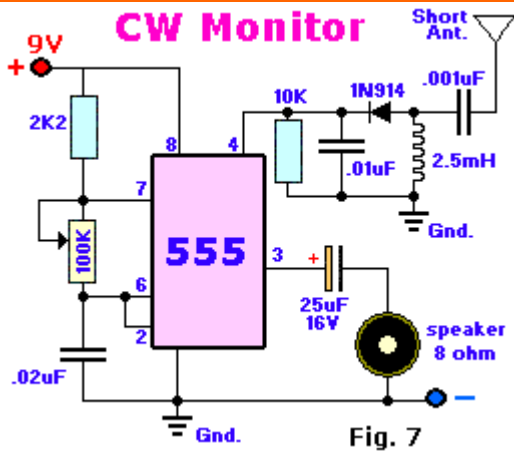 CW Monitor
Short
Ant.
9V
+
.001uF
1N914
10K
2K2
8
4
.01uF
2.5mH
7
Gnd.
100K
555
3
+
6
25uF
16V
2
speaker
8 ohm
.02uF
−
Gnd.
Fig. 7